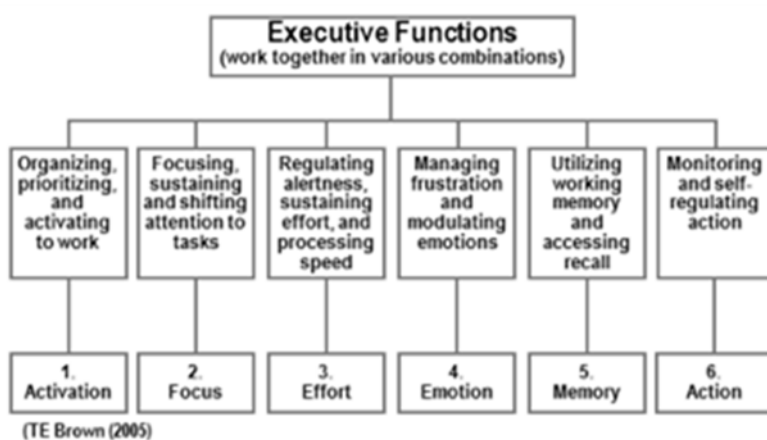 Executive Functions
(work together in various combinations)
Organizing,
prioritizing,
and
activating
to work
Focusing,
sustaining
and shifting
attention to
tasks
Regulating
alertness,
sustaining
effort, and
processing
speed
Managing
frustration
and
modulating
emotions
Utilizing
working
memory
and
accessing
recall
Monitoring
and self-
regulating
action
1.
Activation
2.
Focus
3.
Effort
4.
Emotion
5.
Memory
6.
Action
(TE Brown (2005)